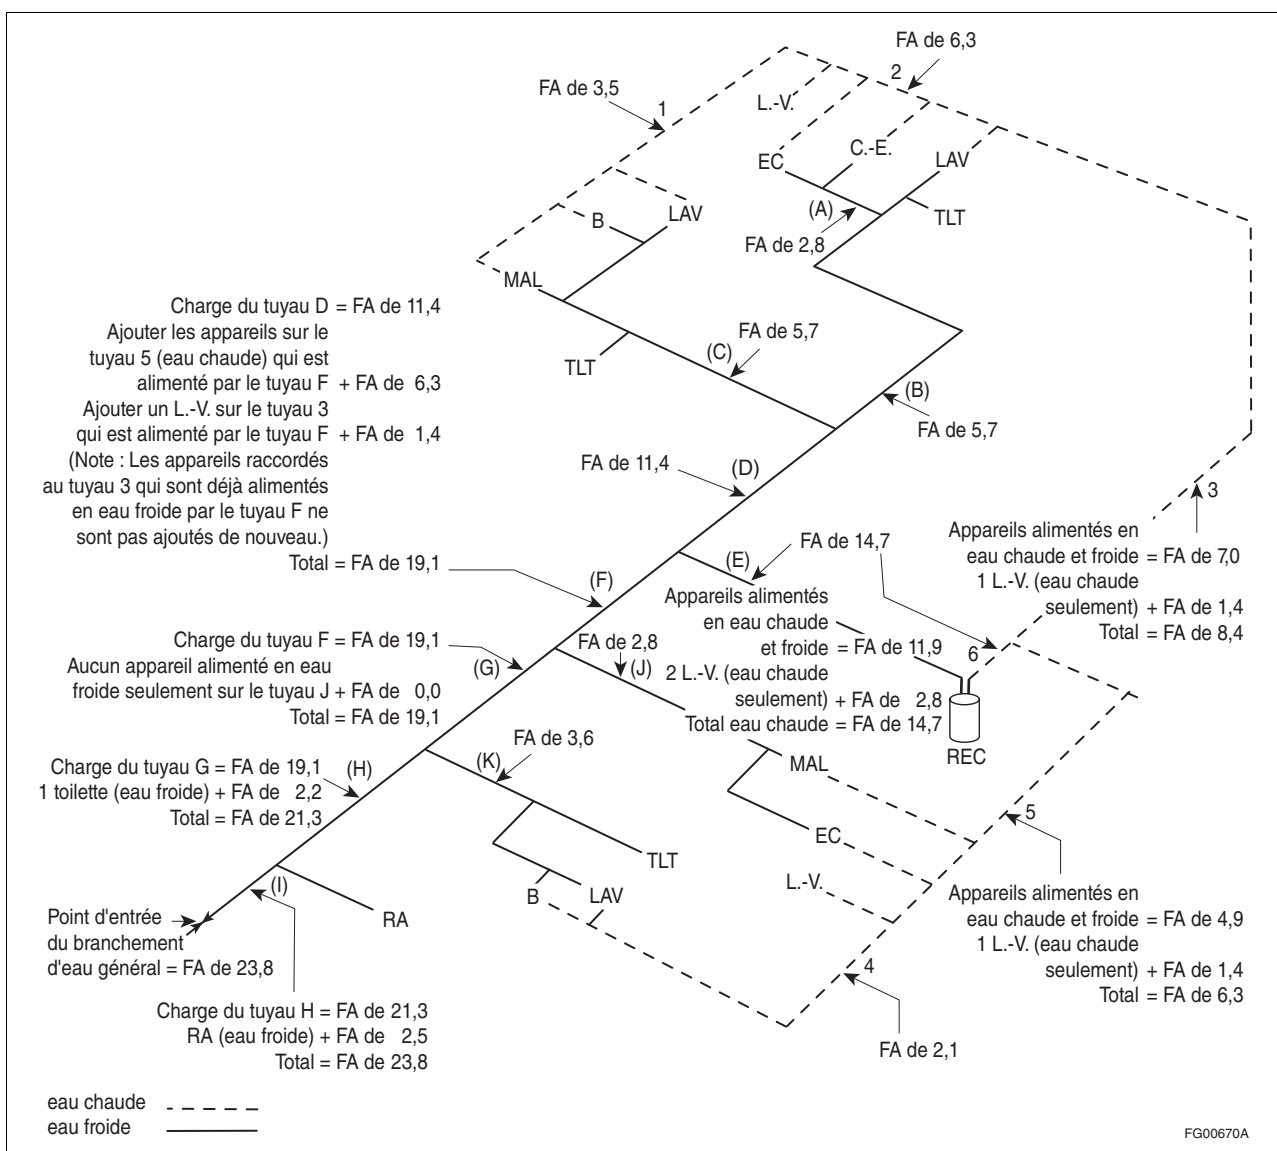 FA de 6,3
2
FA de 3,5
1
L.-V.
C.-E.
EC
LAV
(A)
TLT
FA de 2,8
LAV
B
MAL
Charge du tuyau D = FA de 11,4
Ajouter les appareils sur le
tuyau 5 (eau chaude) qui est
alimenté par le tuyau F + FA de 6,3
Ajouter un L.-V. sur le tuyau 3
qui est alimenté par le tuyau F + FA de 1,4
(Note : Les appareils raccordés
au tuyau 3 qui sont déjà alimentés
en eau froide par le tuyau F ne
sont pas ajoutés de nouveau.)
Total = FA de 19,1
FA de 5,7
(C)
TLT
(B)
FA de 5,7
FA de 11,4
(D)
3
Appareils alimentés en
eau chaude et froide = FA de 7,0
1 L.-V. (eau chaude
seulement) + FA de 1,4
Total = FA de 8,4
(E)
FA de 14,7
(F)
Appareils alimentés
en eau chaude
et froide = FA de 11,9
2 L.-V. (eau chaude
seulement) + FA de 2,8
Total eau chaude = FA de 14,7
6
REC
Charge du tuyau F = FA de 19,1
Aucun appareil alimenté en eau
froide seulement sur le tuyau J + FA de 0,0
Total = FA de 19,1
(G)
FA de 2,8
(J)
Charge du tuyau G = FA de 19,1
1 toilette (eau froide) + FA de 2,2
Total = FA de 21,3
(H)
FA de 3,6
(K)
MAL
EC
L.-V.
5
TLT
B
LAV
Appareils alimentés en
eau chaude et froide = FA de 4,9
1 L.-V. (eau chaude
seulement) + FA de 1,4
Total = FA de 6,3
(I)
RA
Point d'entrée
du branchement
d'eau général = FA de 23,8
4
FA de 2,1
Charge du tuyau H = FA de 21,3
RA (eau froide) + FA de 2,5
Total = FA de 23,8
eau chaude
eau froide
FG00670A